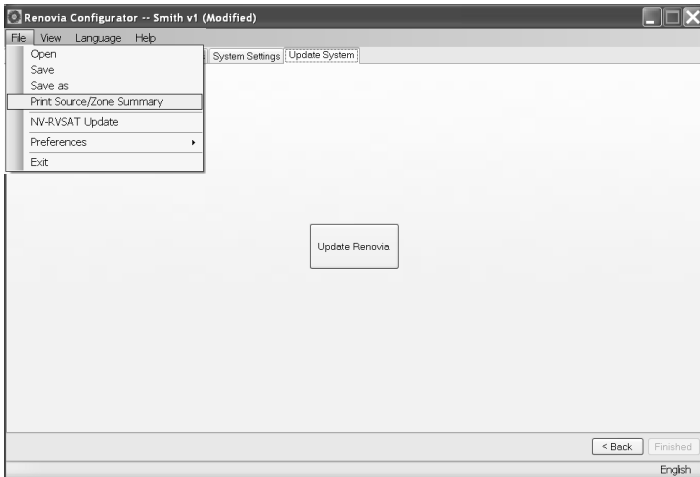 Renovia Configurator -- Smith v1 (Modified)
File View Language Help
Open
Save
Save as
Print Source/Zone Summary
NV-RVSAT Update
Preferences
Exit
System Settings
Update System
Update Renovia
< Back
Finished
English